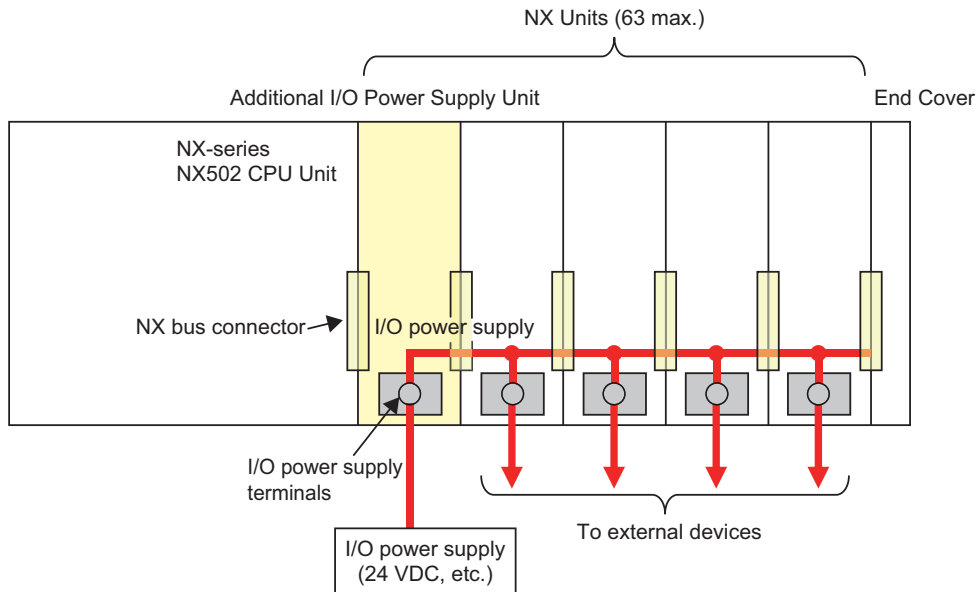 NX Units (63 max.)
Additional I/O Power Supply Unit
End Cover
NX-series
NX502 CPU Unit
NX bus connector
I/O power supply
I/O power supply
terminals
To external devices
I/O power supply
(24 VDC, etc.)